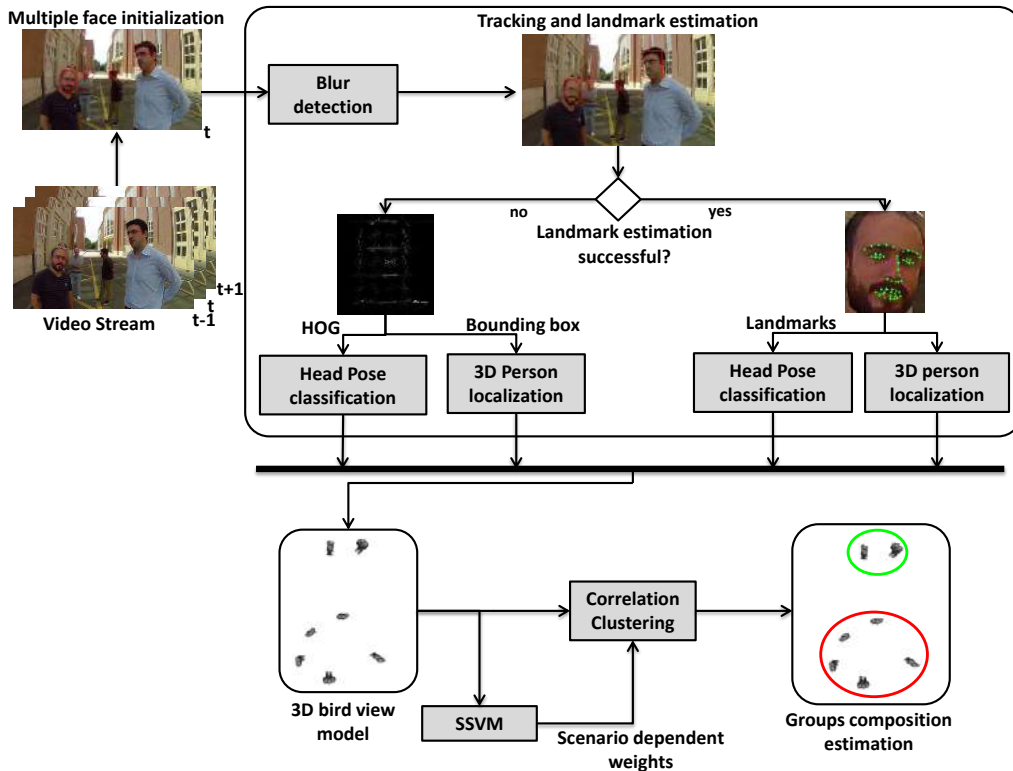 Multiple face initialization
t
t+1
t
t-1
Video Stream
Tracking and landmark estimation
Blur
detection
no
yes
Landmark estimation
successful?
HOG
Bounding box
Landmarks
Head Pose
classification
3D Person
localization
Head Pose
classification
3D person
localization
3D bird view
model
SSVM
Correlation
Clustering
Scenario dependent
weights
Groups composition
estimation